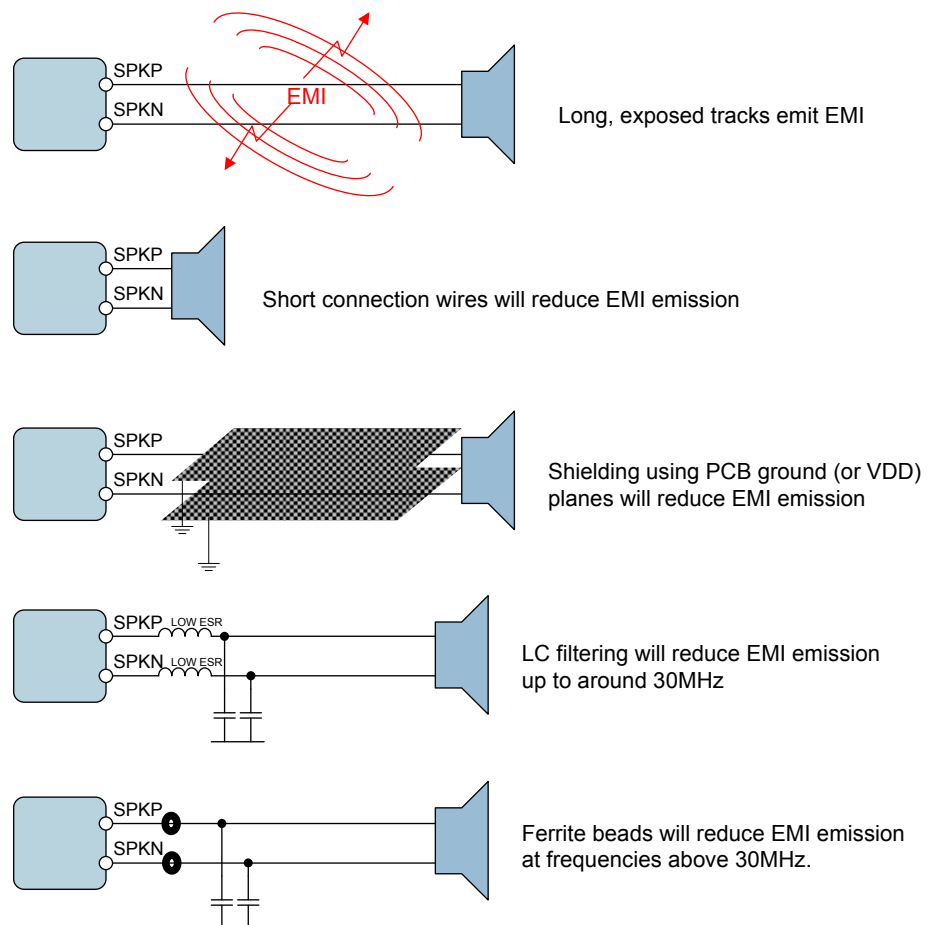 SPKP
SPKN
EMI
Long, exposed tracks emit EMI
SPKP
SPKN
Short connection wires will reduce EMI emission
SPKP
SPKN
Shielding using PCB ground (or VDD)
planes will reduce EMI emission
SPKP LOW ESR
SPKN LOW ESR
LC filtering will reduce EMI emission
up to around 30MHz
SPKP
SPKN
Ferrite beads will reduce EMI emission
at frequencies above 30MHz.